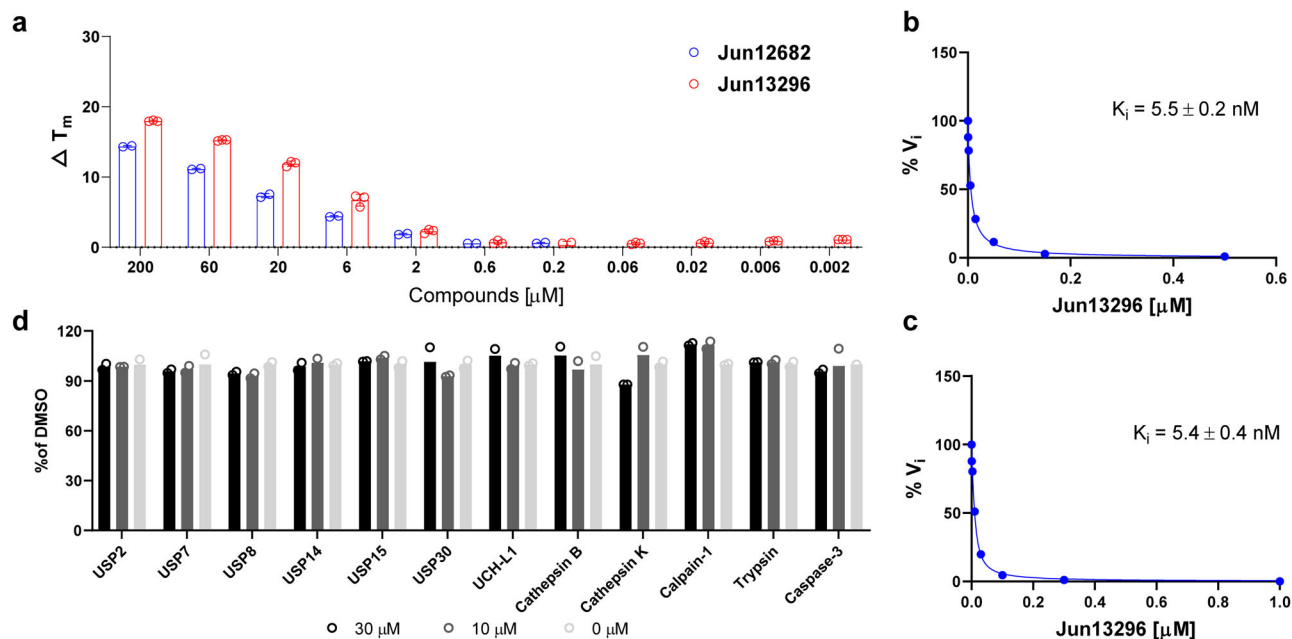 a
30
20
10
0
△ Tm
Jun12682
Jun13296
200 60 20 6 2 0.6 0.2 0.06 0.02 0.006 0.002
Compounds [μM]
b
150
100
50
0
% Vi
Ki = 5.5 ± 0.2 nM
0.0 0.2 0.4 0.6
Jun13296 [μM]
c
150
100
50
0
% Vi
Ki = 5.4 ± 0.4 nM
0.0 0.2 0.4 0.6 0.8 1.0
Jun13296 [μM]
d
120
90
60
30
0
%of DMSO
USP2 USP7 USP8 USP14 USP15 USP30 UCH-L1 Cathepsin B Cathepsin K Calpain-1 Trypsin Caspase-3
30 μM 10 μM 0 μM